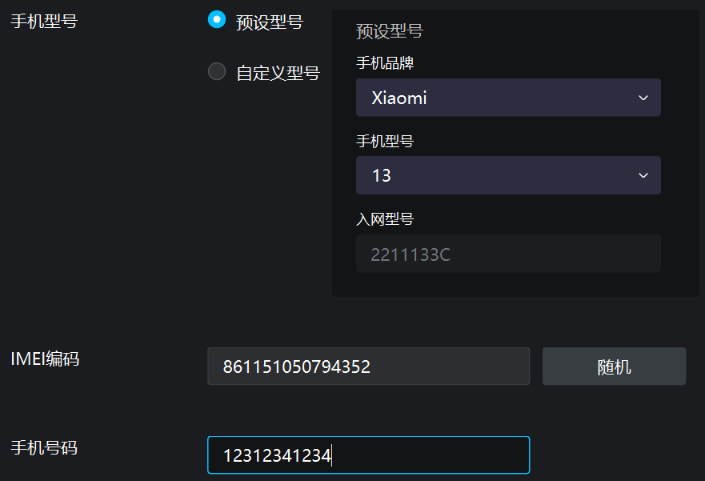 手机型号
预设型号
自定义型号
预设型号
手机品牌
Xiaomi
手机型号
13
入网型号
2211133C
IMEI编码
861151050794352
随机
手机号码
12312341234